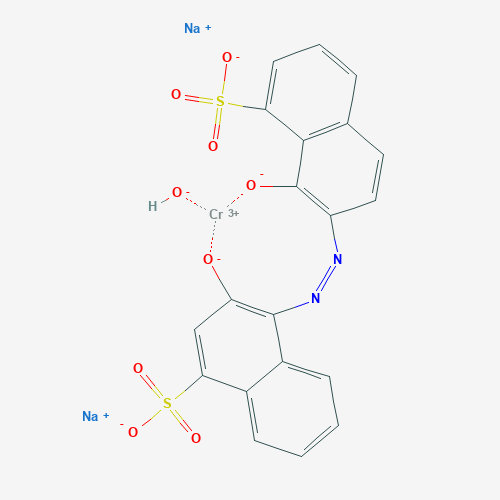 Na +
O -
O S
O
O -
H O -
Cr 3+
O -
N
N
O
S
Na +
- O O